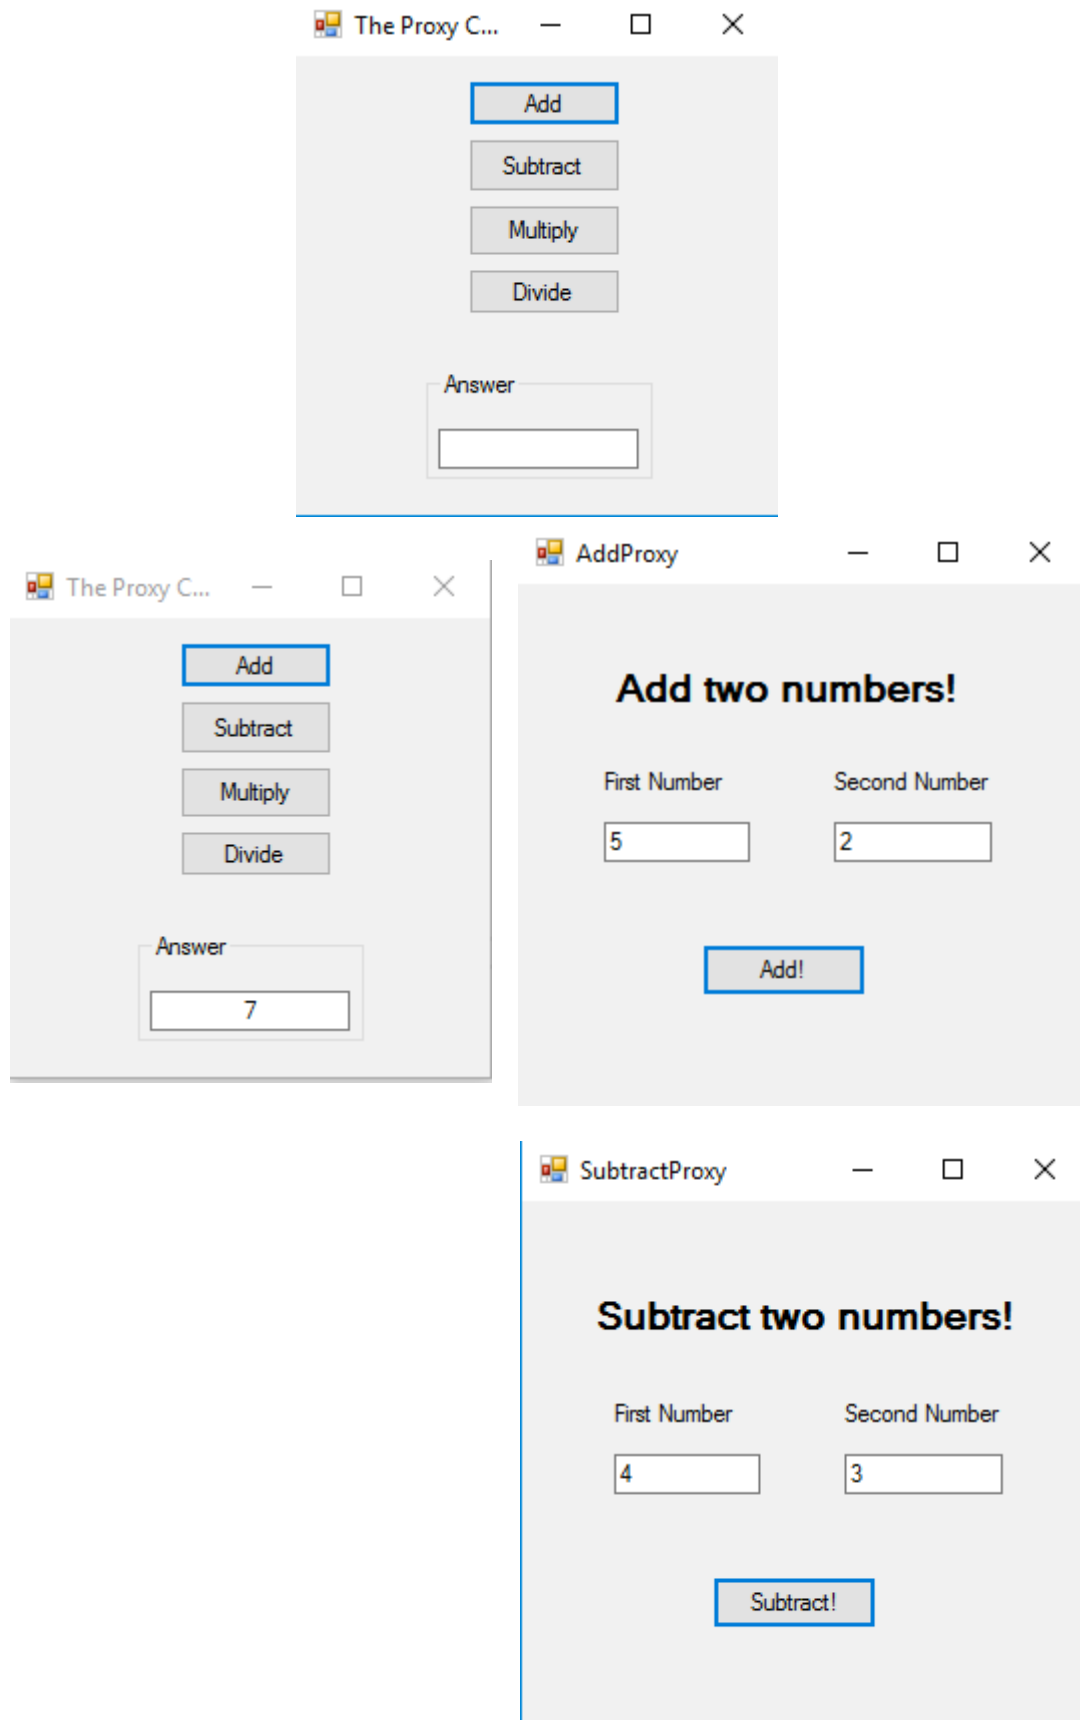 The Proxy C...
Add
Subtract
Multiply
Divide
Answer
The Proxy C...
Add
Subtract
Multiply
Divide
Answer
7
AddProxy
Add two numbers!
First Number Second Number
5 2
Add!
SubtractProxy
Subtract two numbers!
First Number Second Number
4 3
Subtract!